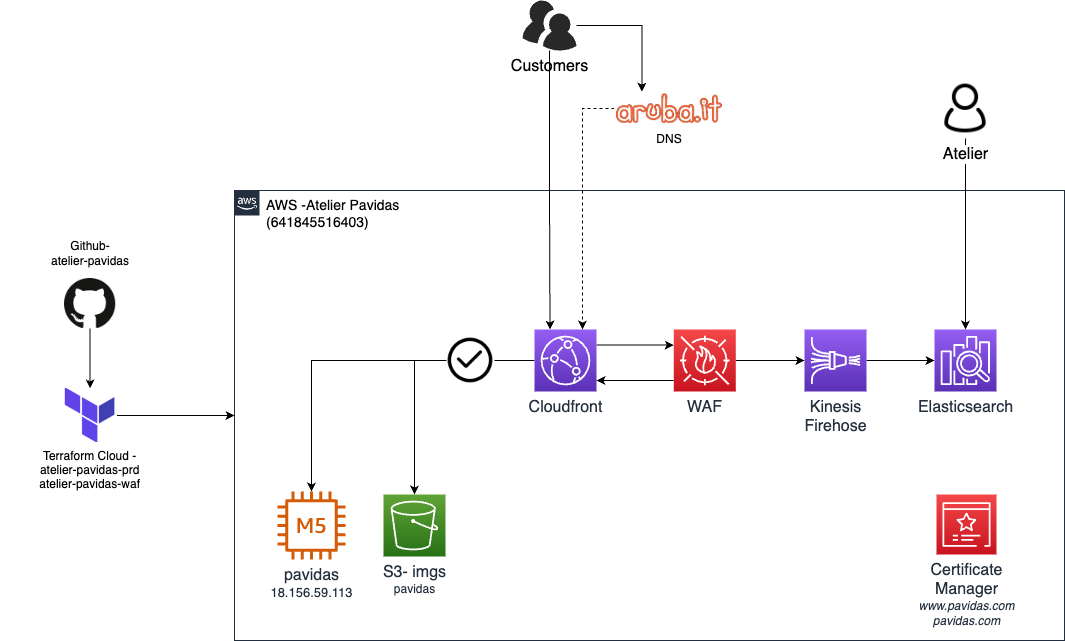 Customers
aruba.it
DNS
Atelier
aws
AWS -Atelier Pavidas
(641845516403)
Github-
atelier-pavidas
Terraform Cloud -
atelier-pavidas-prd
atelier-pavidas-waf
Cloudfront
WAF
Kinesis
Firehose
Elasticsearch
M5
pavidas
18.156.59.113
S3- imgs
pavidas
Certificate
Manager
www.pavidas.com
pavidas.com